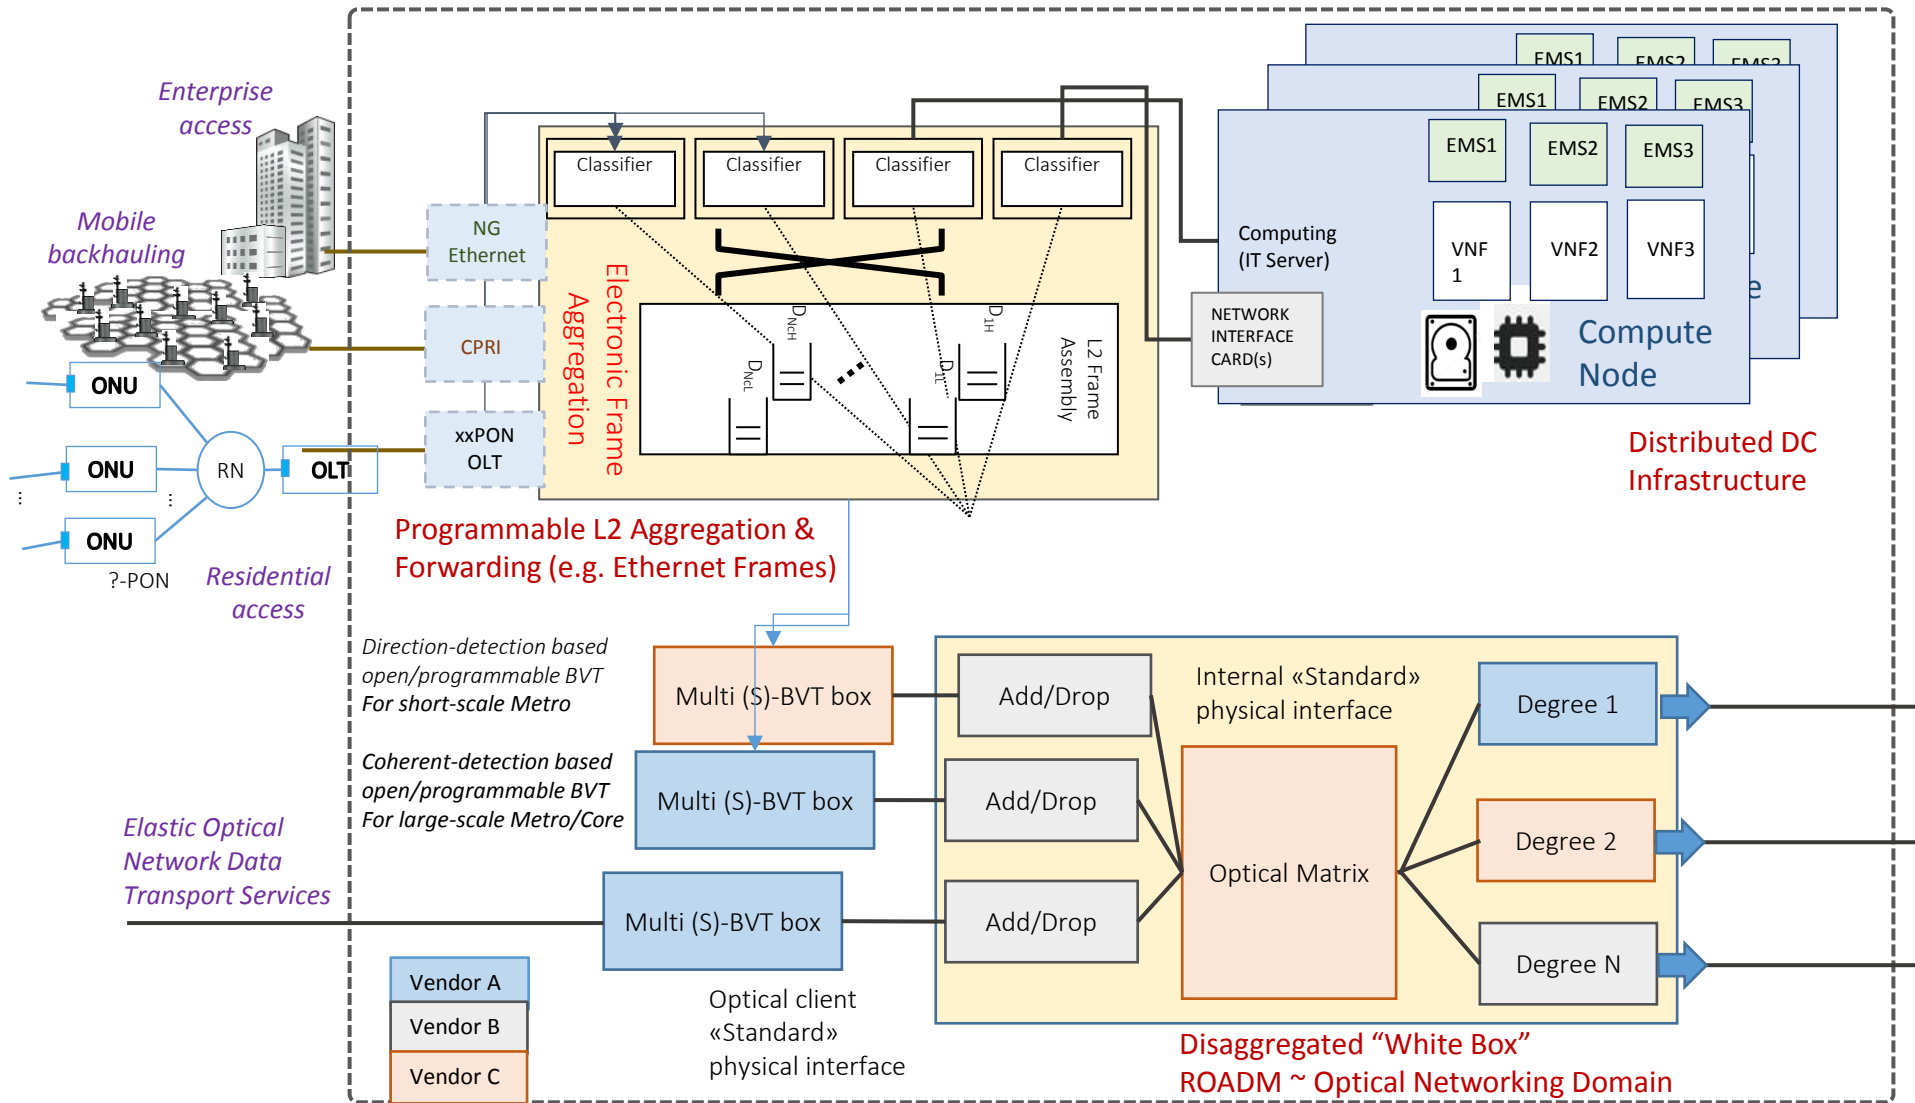 Enterprise
access
Mobile
backhauling
ONU
ONU
ONU
RN
OLT
...
...
?-PON
Residential
access
NG
Ethernet
CPRI
xxPON
OLT
Classifier
Classifier
Classifier
Classifier
Electronic Frame
Aggregation
D_NcH
D_1H
D_NcL
D_1L
L2 Frame
Assembly
Programmable L2 Aggregation &
Forwarding (e.g. Ethernet Frames)
EMS1
EMS2
EMS3
EMS1
EMS2
EMS3
EMS1
EMS2
EMS3
Computing
(IT Server)
VNF
1
VNF2
VNF3
NETWORK
INTERFACE
CARD(s)
e
Compute
Node
Distributed DC
Infrastructure
Direction-detection based
open/programmable BVT
For short-scale Metro
Coherent-detection based
open/programmable BVT
For large-scale Metro/Core
Elastic Optical
Network Data
Transport Services
Multi (S)-BVT box
Multi (S)-BVT box
Multi (S)-BVT box
Add/Drop
Add/Drop
Add/Drop
Internal «Standard»
physical interface
Optical Matrix
Degree 1
Degree 2
Degree N
Vendor A
Vendor B
Vendor C
Optical client
«Standard»
physical interface
Disaggregated “White Box”
ROADM ~ Optical Networking Domain